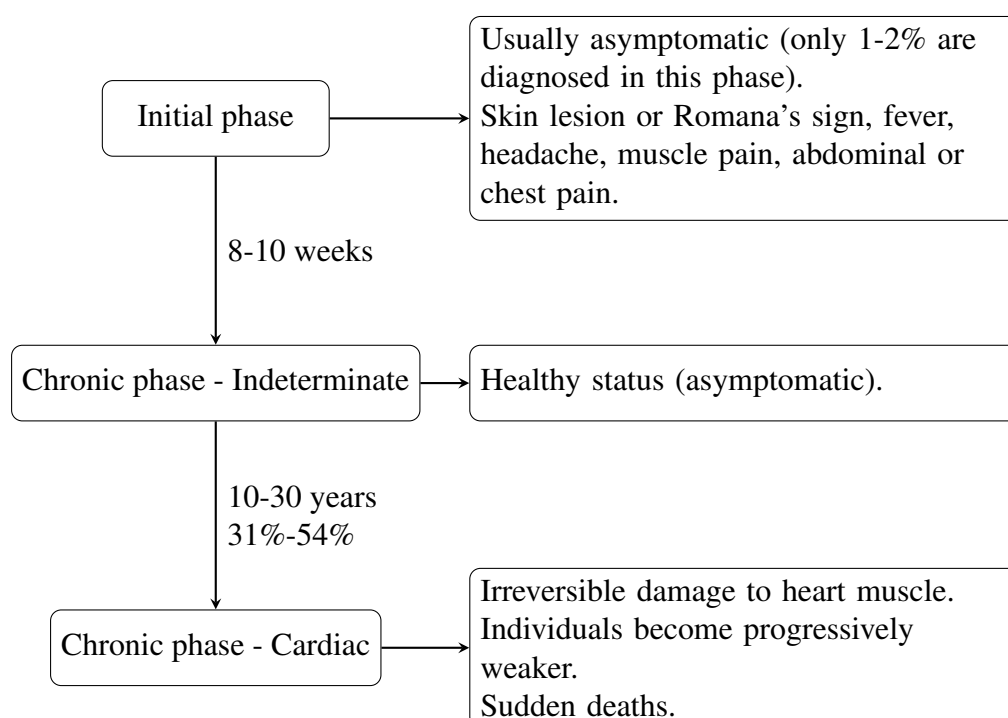 Usually asymptomatic (only 1-2% are
diagnosed in this phase).
Initial phase
Skin lesion or Romana's sign, fever,
headache, muscle pain, abdominal or
chest pain.
8-10 weeks
Chronic phase - Indeterminate
Healthy status (asymptomatic).
10-30 years
31%-54%
Irreversible damage to heart muscle.
Chronic phase - Cardiac
Individuals become progressively
weaker.
Sudden deaths.